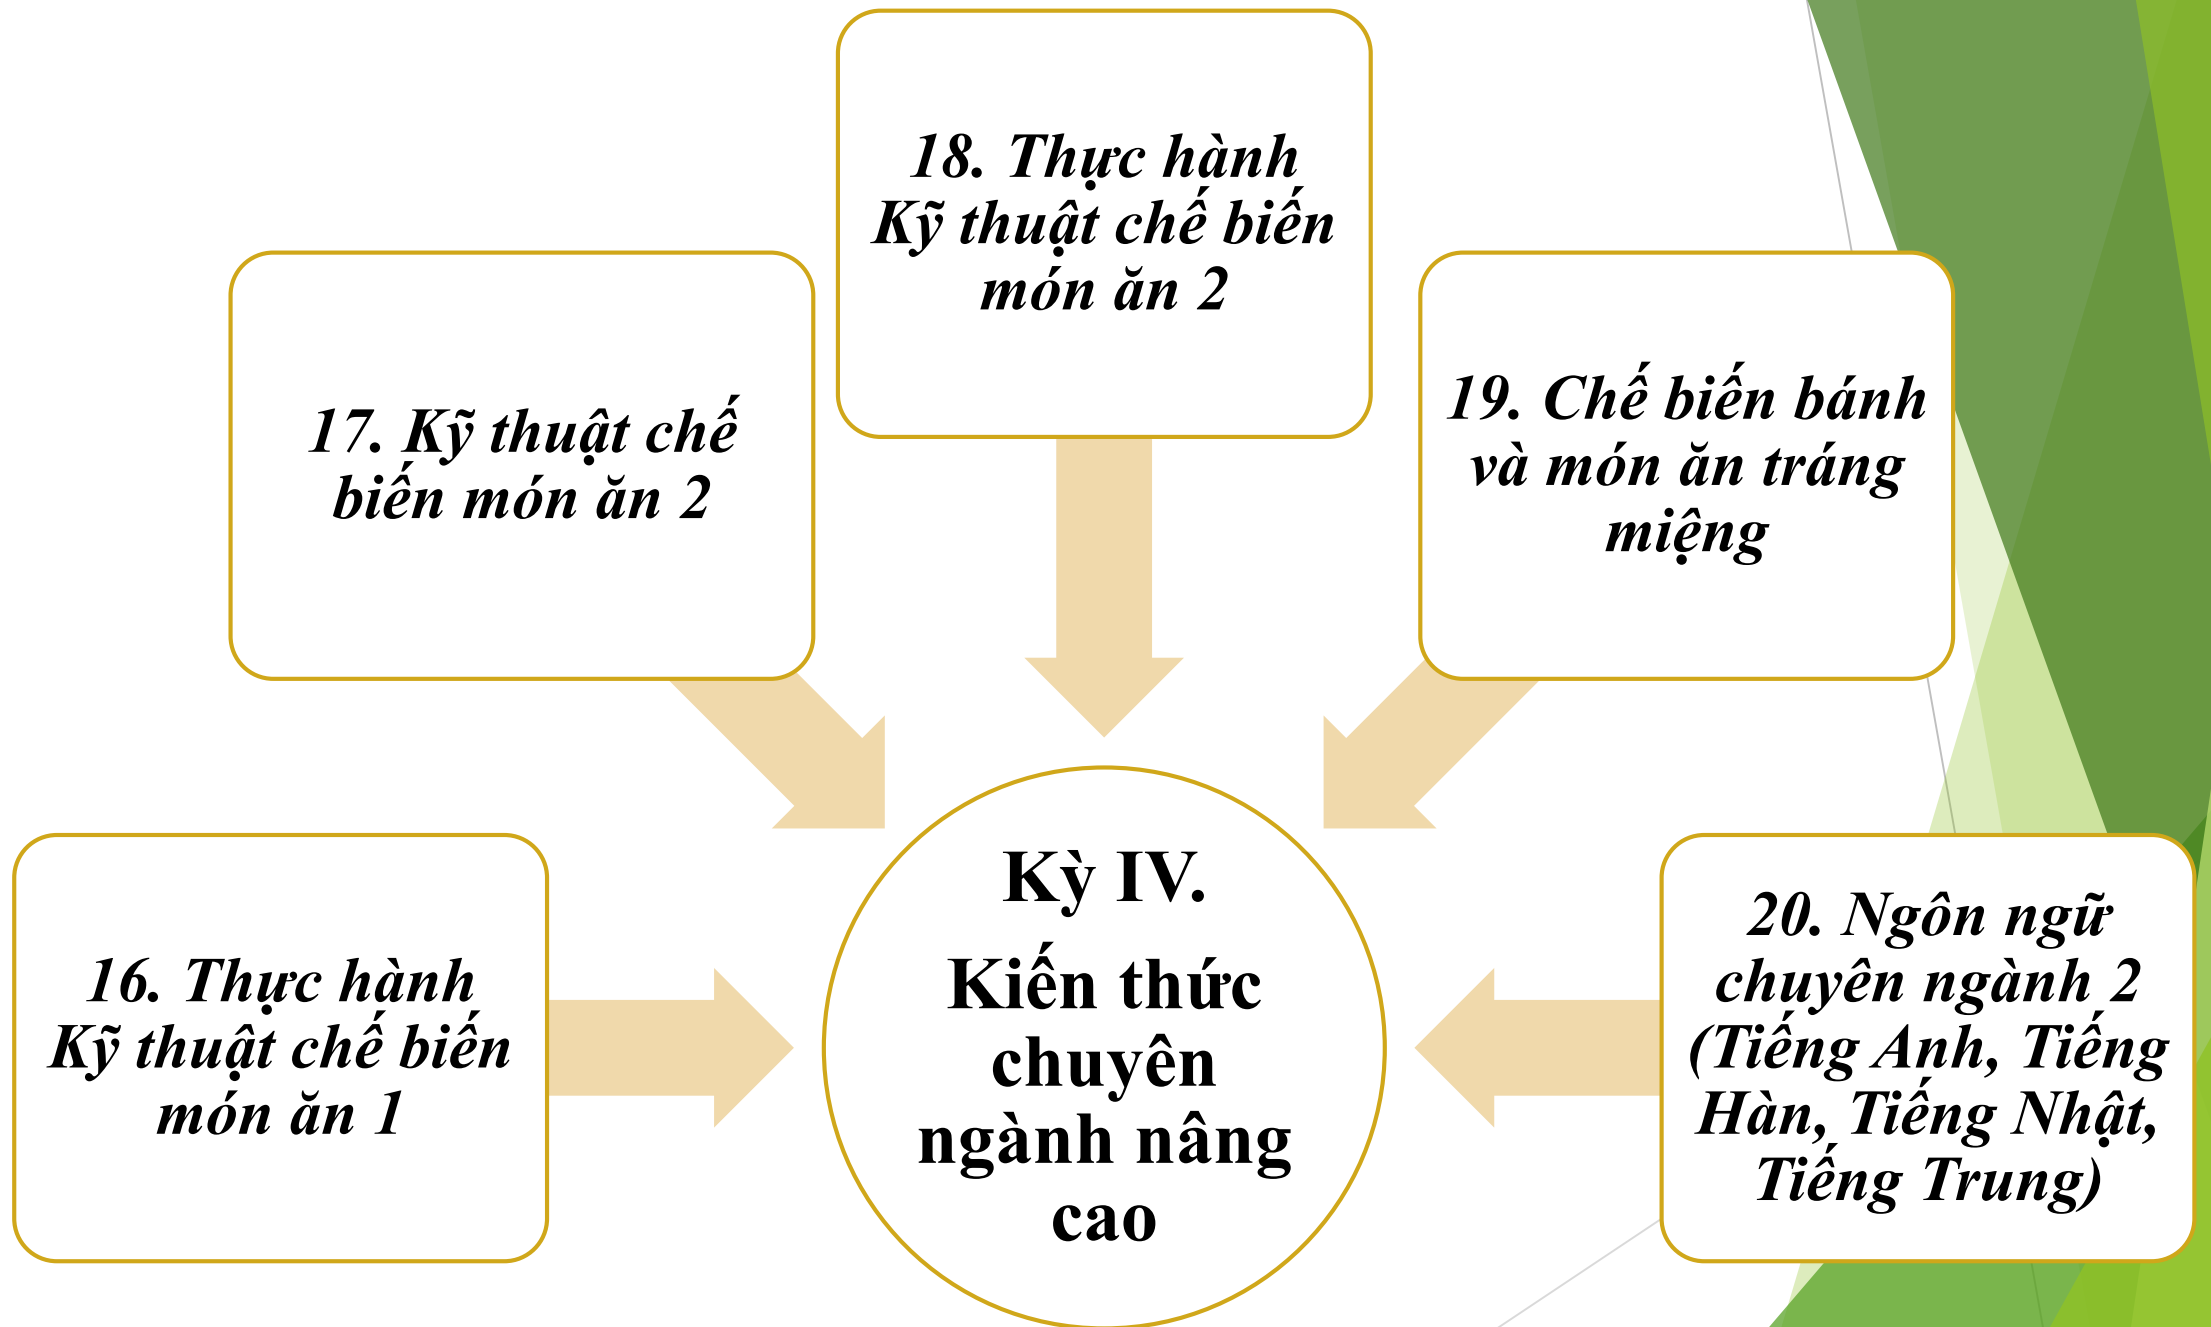 16. Thực hành
Kỹ thuật chế biến
món ăn 1
17. Kỹ thuật chế
biến món ăn 2
18. Thực hành
Kỹ thuật chế biến
món ăn 2
19. Chế biến bánh
và món ăn tráng
miệng
20. Ngôn ngữ
chuyên ngành 2
(Tiếng Anh, Tiếng
Hàn, Tiếng Nhật,
Tiếng Trung)
Kỳ IV.
Kiến thức
chuyên
ngành nâng
cao